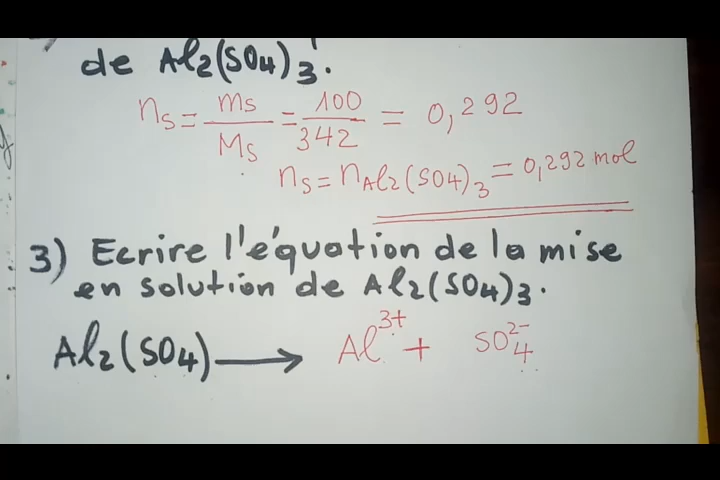 de Al2(SO4)3.
ns = ms/Ms = 100/342 = 0,292
ns = nAl2(SO4)3 = 0,292 mol
3) Ecrire l'équation de la mise
en solution de Al2(SO4)3.
Al2(SO4) ⟶ Al³⁺ + SO₄²⁻